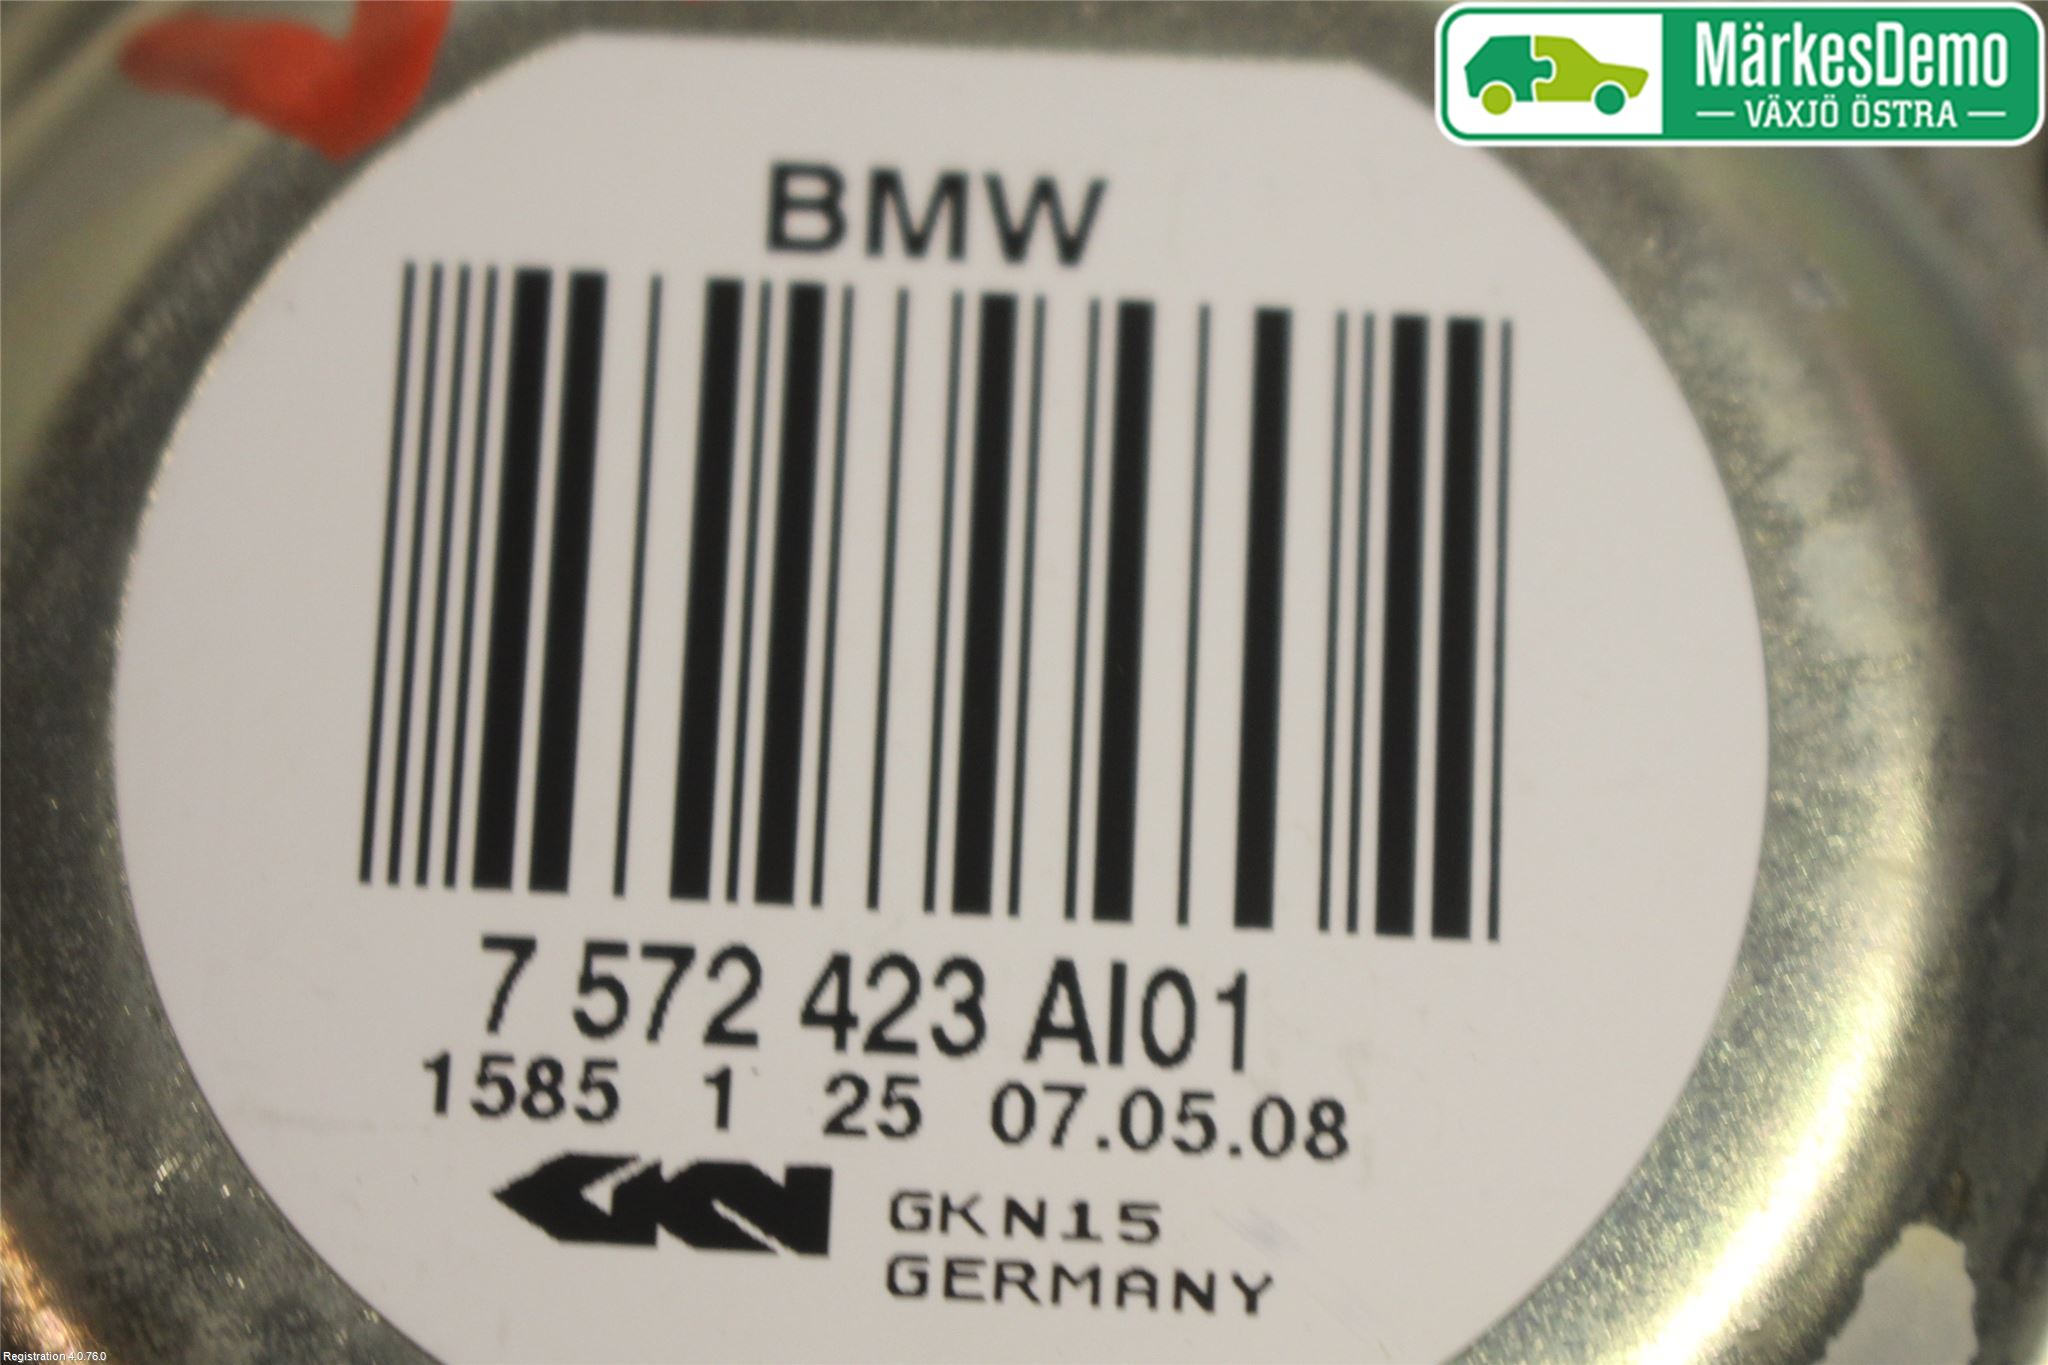 MärkesDemo
VÄXJÖ ÖSTRA
BMW
7 572 423 AI01
1585 1 25 07.05.08
GKN GKN15
GERMANY
Registration 4.0.76.0